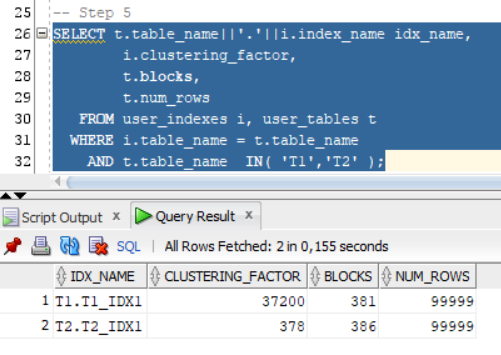 25 -- Step 5
26 SELECT t.table_name||'.'||i.index_name idx_name,
27 i.clustering_factor,
28 t.blocks,
29 t.num_rows
30 FROM user_indexes i, user_tables t
31 WHERE i.table_name = t.table_name
32 AND t.table_name IN( 'T1','T2' );
Script Output x Query Result x
SQL | All Rows Fetched: 2 in 0,155 seconds
IDX_NAME CLUSTERING_FACTOR BLOCKS NUM_ROWS
1 T1.T1_IDX1 37200 381 99999
2 T2.T2_IDX1 378 386 99999